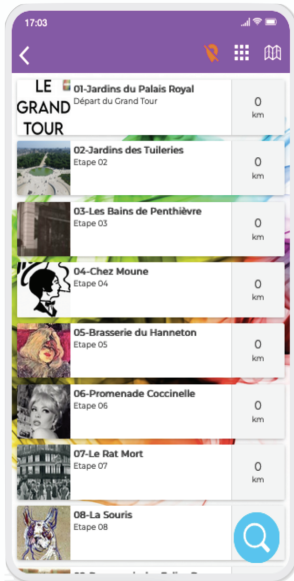 17:03
LE
GRAND
TOUR
01-Jardins du Palais Royal
Départ du Grand Tour
0
km
02-Jardins des Tuileries
Etape 02
0
km
03-Les Bains de Penthièvre
Etape 03
0
km
04-Chez Moune
Etape 04
0
km
05-Brasserie du Hanneton
Etape 05
0
km
06-Promenade Coccinelle
Etape 06
0
km
07-Le Rat Mort
Etape 07
0
km
08-La Souris
Etape 08